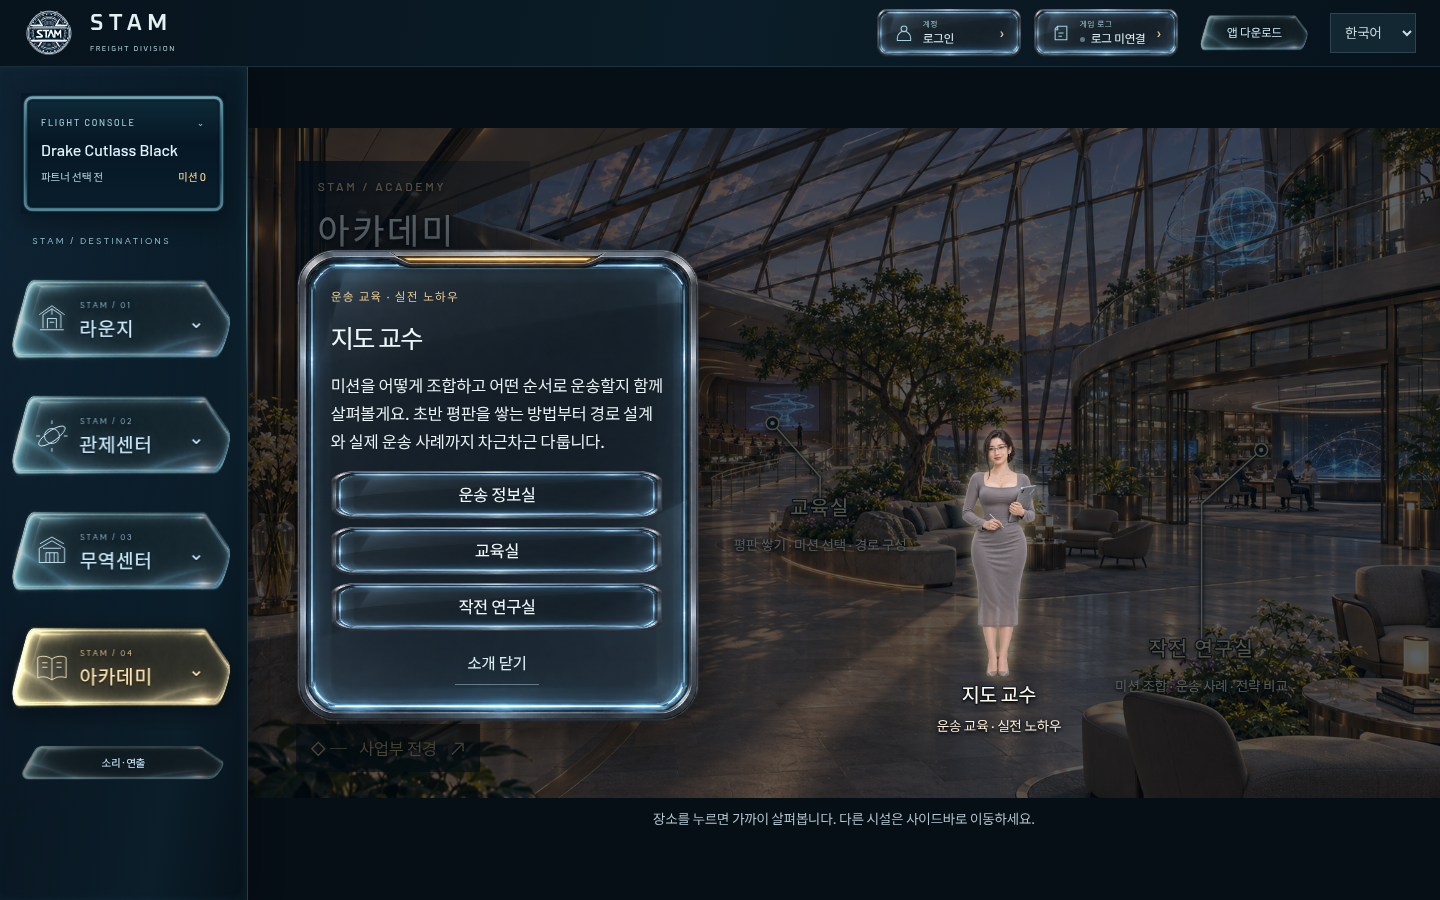 STAM
STAM
FREIGHT DIVISION
계정
로그인
게임 로그
로그 미연결
앱 다운로드
한국어
FLIGHT CONSOLE
Drake Cutlass Black
파트너 선택 전
미션 0
STAM / DESTINATIONS
STAM / 01
라운지
STAM / 02
관제센터
STAM / 03
무역센터
STAM / 04
아카데미
소리·연출
STAM / ACADEMY
아카데미
운송 교육 · 실전 노하우
지도 교수
미션을 어떻게 조합하고 어떤 순서로 운송할지 함께
살펴볼게요. 초반 평판을 쌓는 방법부터 경로 설계
와 실제 운송 사례까지 차근차근 다룹니다.
운송 정보실
교육실
작전 연구실
소개 닫기
사업부 전경
교육실
평판 쌓기 · 미션 선택 · 경로 구성
지도 교수
운송 교육 · 실전 노하우
작전 연구실
미션 조합 · 운송 사례 · 전략 비교
장소를 누르면 가까이 살펴봅니다. 다른 시설은 사이드바로 이동하세요.